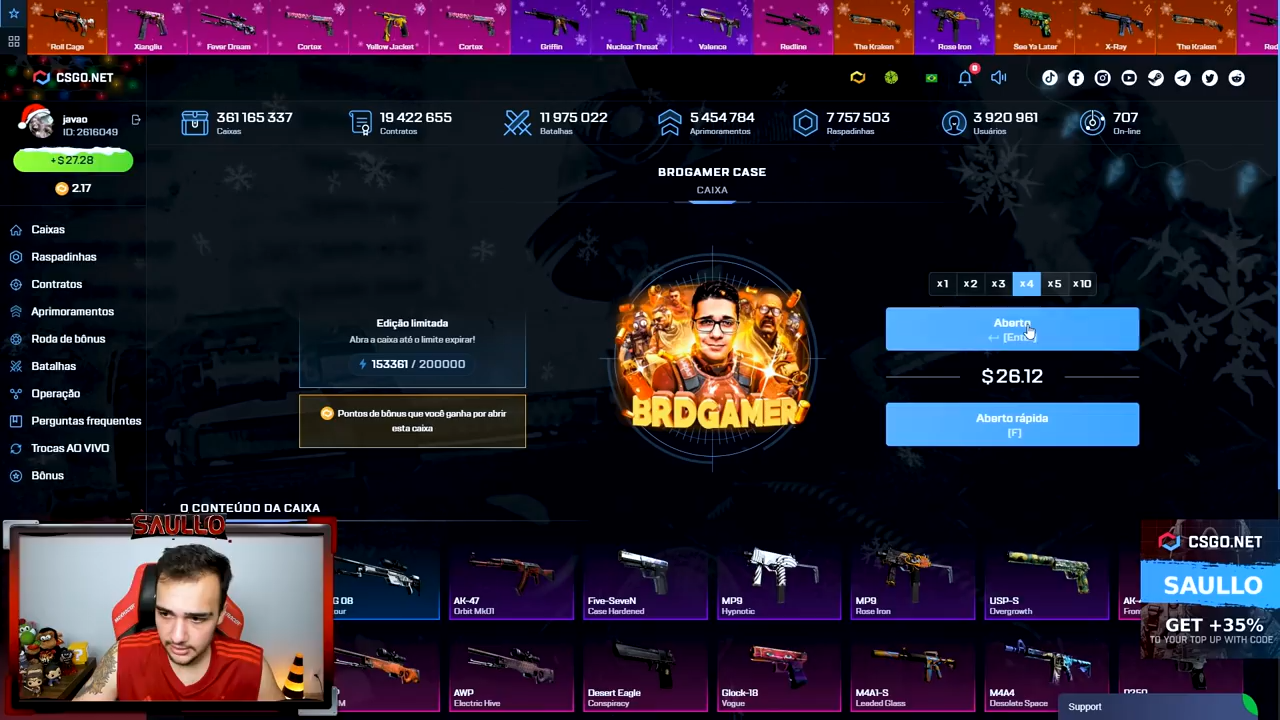 Roll Cage
Xiangliu
Fever Dream
Cortex
Yellow Jacket
Cortex
Griffin
Nuclear Threat
Valence
Redline
The Kraken
Rose Iron
See Ya Later
X-Ray
The Kraken
Red
CSGO.NET
javao
ID: 2616049
+$27.28
2.17
361 165 337
Caixas
19 422 655
Contratos
11 975 022
Batalhas
5 454 784
Aprimoramentos
7 757 503
Raspadinhas
3 920 961
Usuários
707
On-line
Caixas
Raspadinhas
Contratos
Aprimoramentos
Roda de bônus
Batalhas
Operação
Perguntas frequentes
Trocas AO VIVO
Bônus
BRDGAMER CASE
CAIXA
Edição limitada
Abra a caixa até o limite expirar!
153361 / 200000
Pontos de bônus que você ganha por abrir
esta caixa
BRDGAMER
x1 x2 x3 x4 x5 x10
Aberto
$26.12
Aberto rápida
[F]
O CONTEÚDO DA CAIXA
G 08
our
AK-47
Orbit Mk01
Five-SeveN
Case Hardened
MP9
Hypnotic
MP9
Rose Iron
USP-S
Overgrowth
AWP
Electric Hive
Desert Eagle
Conspiracy
Glock-18
Vogue
M4A1-S
Leaded Glass
M4A4
Desolate Space
SAULLO
CSGO.NET
SAULLO
GET +35%
TO YOUR TOP UP WITH CODE
Support